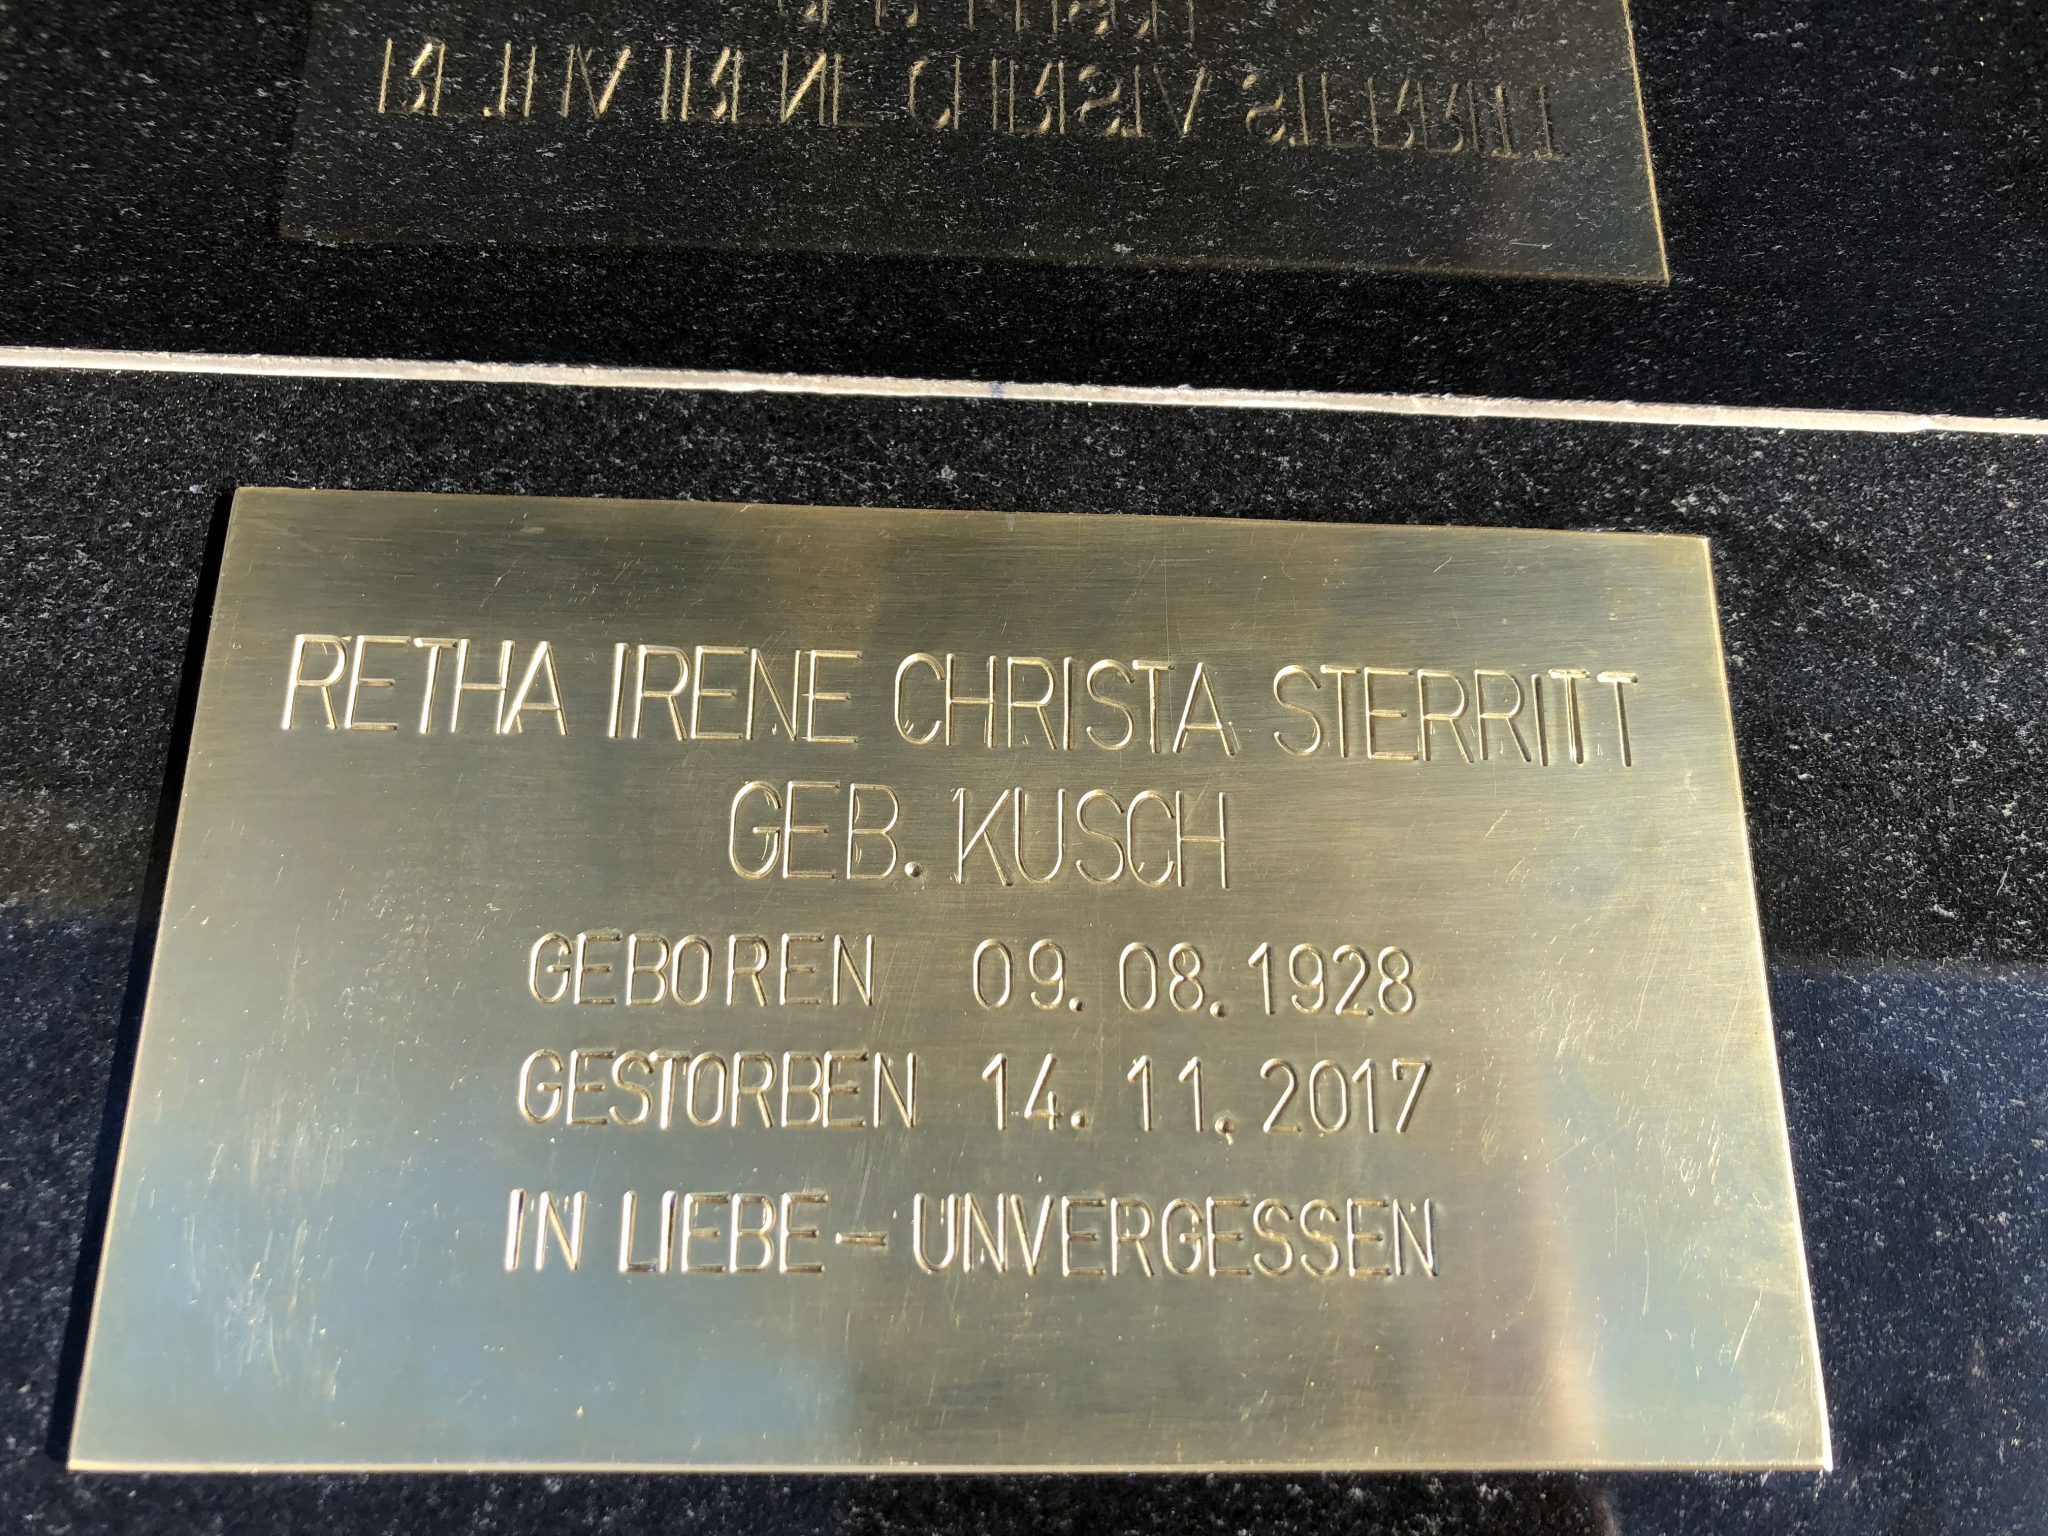 RETHA IRENE CHRISTA STERRITT
GEB. KUSCH
GEBOREN 09.08.1928
GESTORBEN 14.11.2017
IN LIEBE - UNVERGESSEN